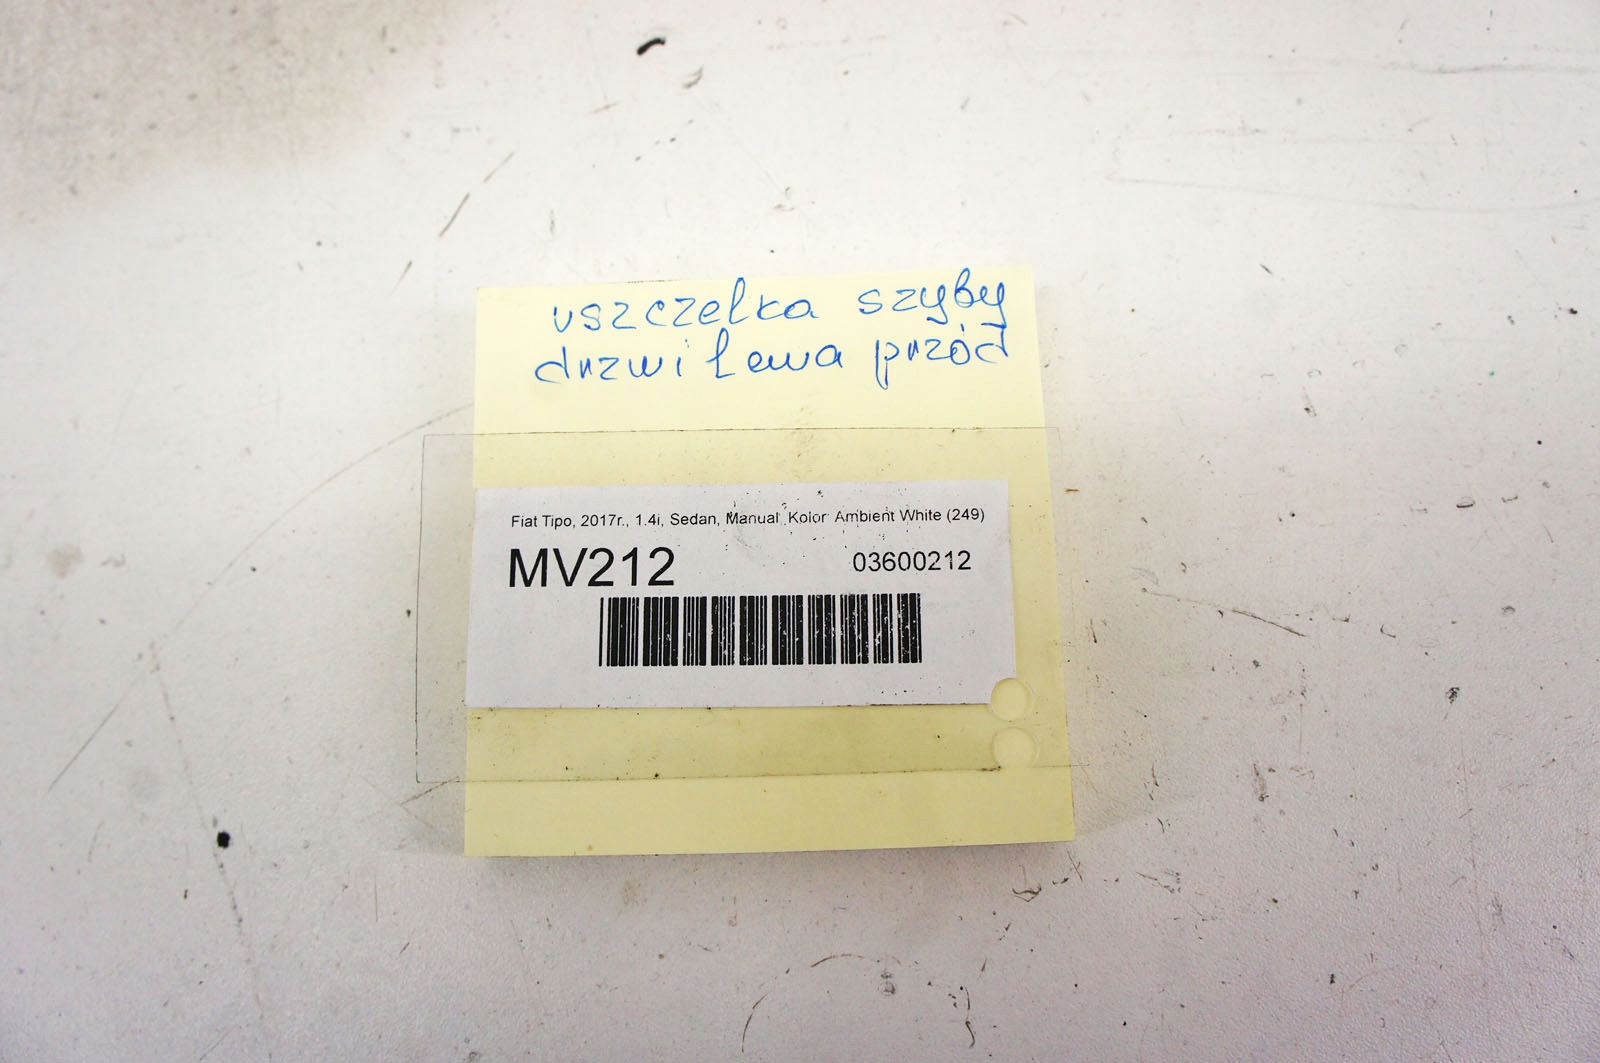 uszczelka szyby
drzwi lewa przód
Fiat Tipo, 2017r., 1.4i, Sedan, Manual, Kolor: Ambient White (249)
MV212
03600212